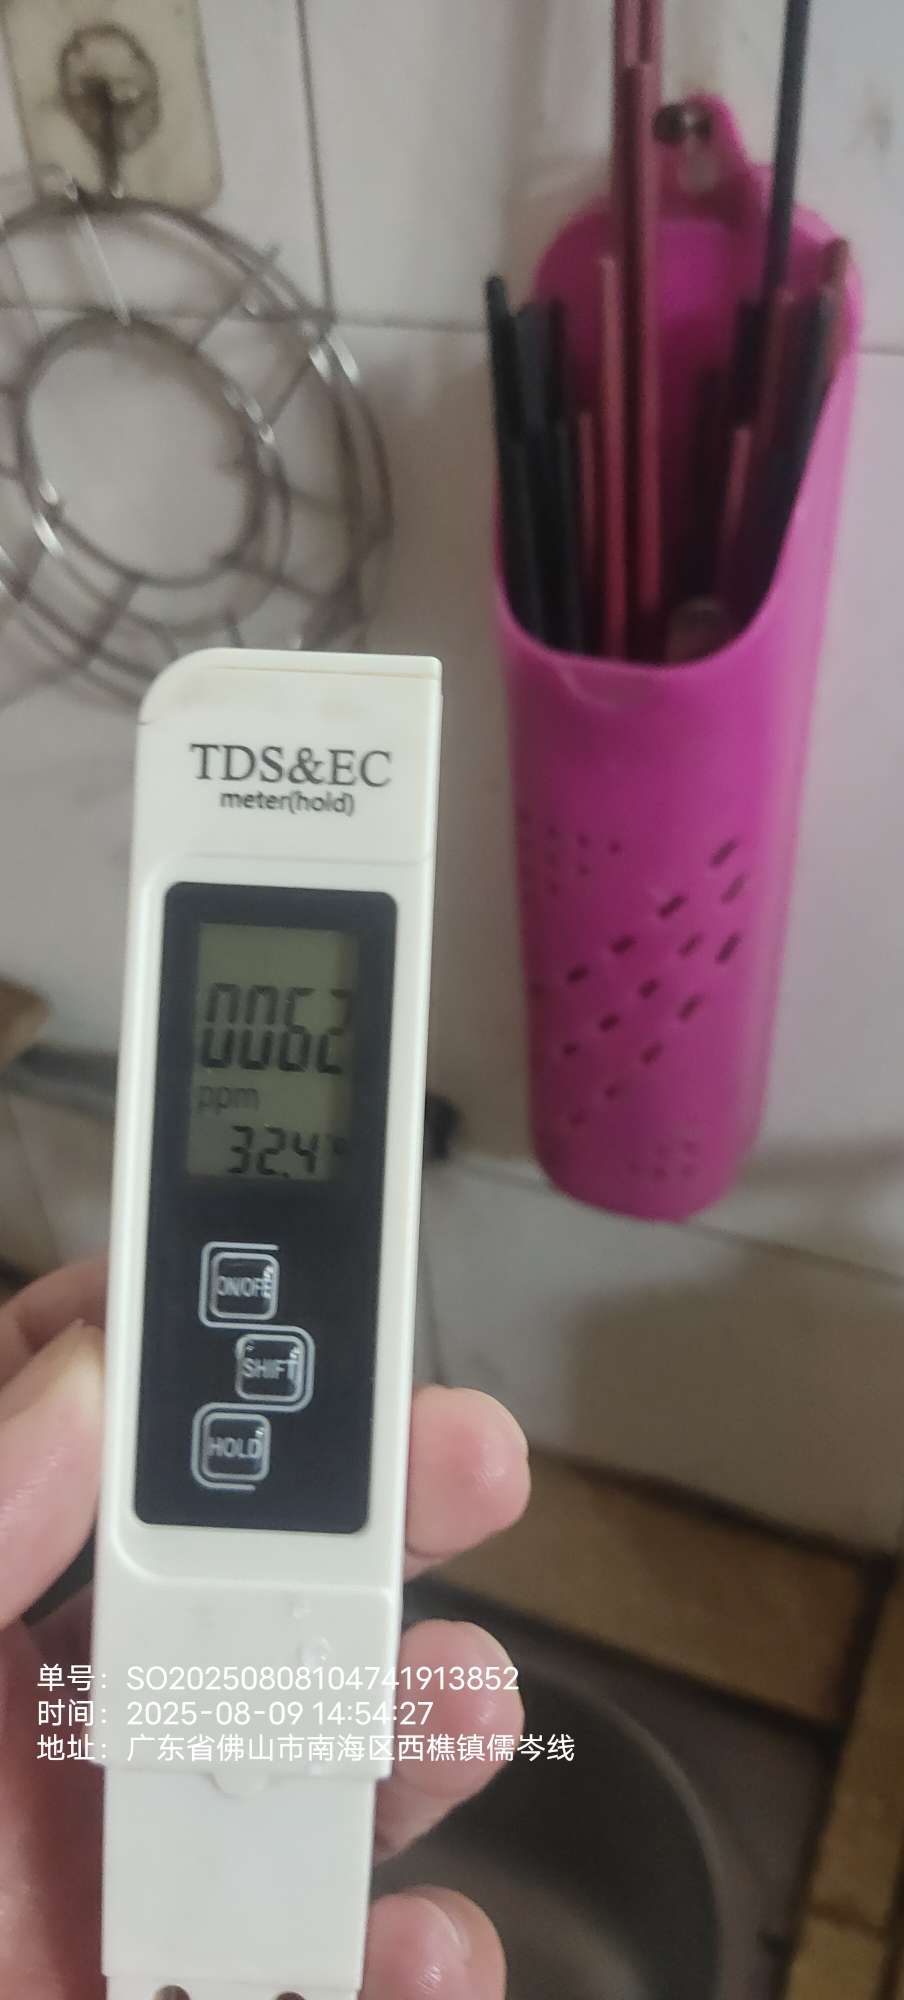 TDS&EC
meter(hold)
0062
ppm
32.4
ON/OFF
SHIFT
HOLD
单号：SO20250808104741913852
时间：2025-08-09 14:54:27
地址：广东省佛山市南海区西樵镇儒岑线